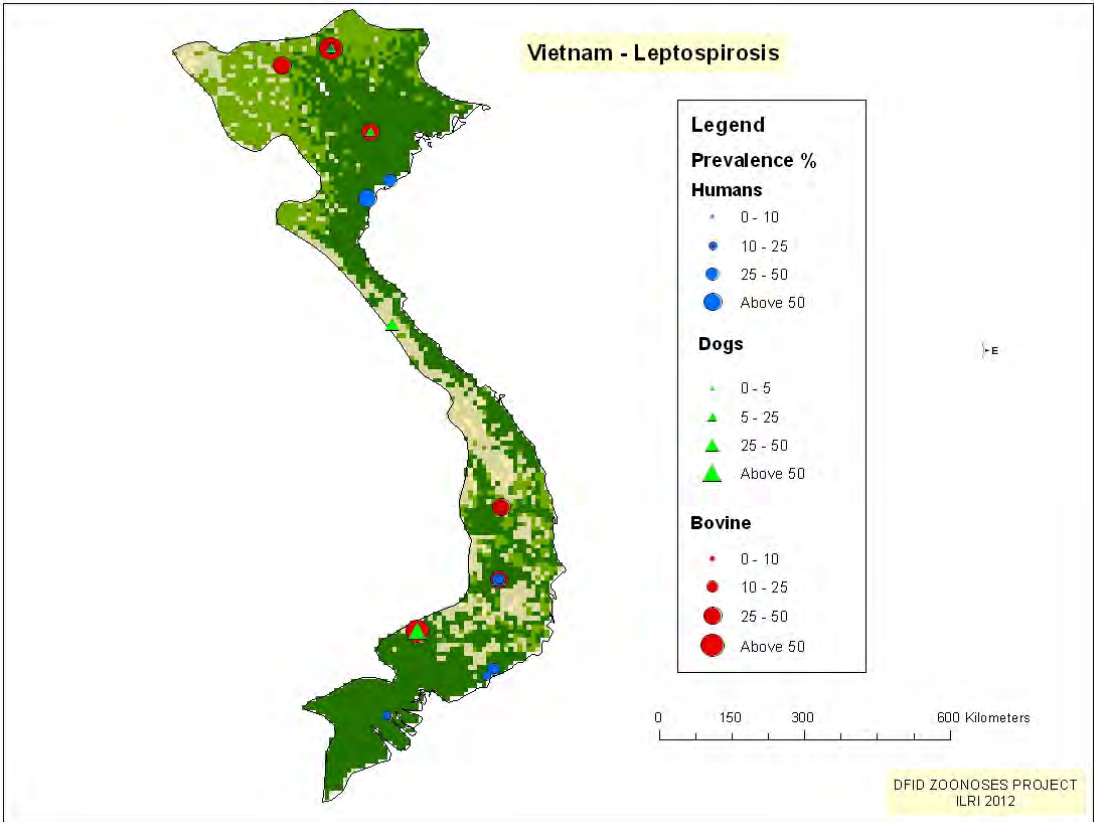 Vietnam - Leptospirosis
Legend
Prevalence %
Humans
0 - 10
10 - 25
25 - 50
Above 50
Dogs
0 - 5
5 - 25
25 - 50
Above 50
Bovine
0 - 10
10 - 25
25 - 50
Above 50
E
0 150 300 600 Kilometers
DFID ZOONOSES PROJECT
ILRI 2012